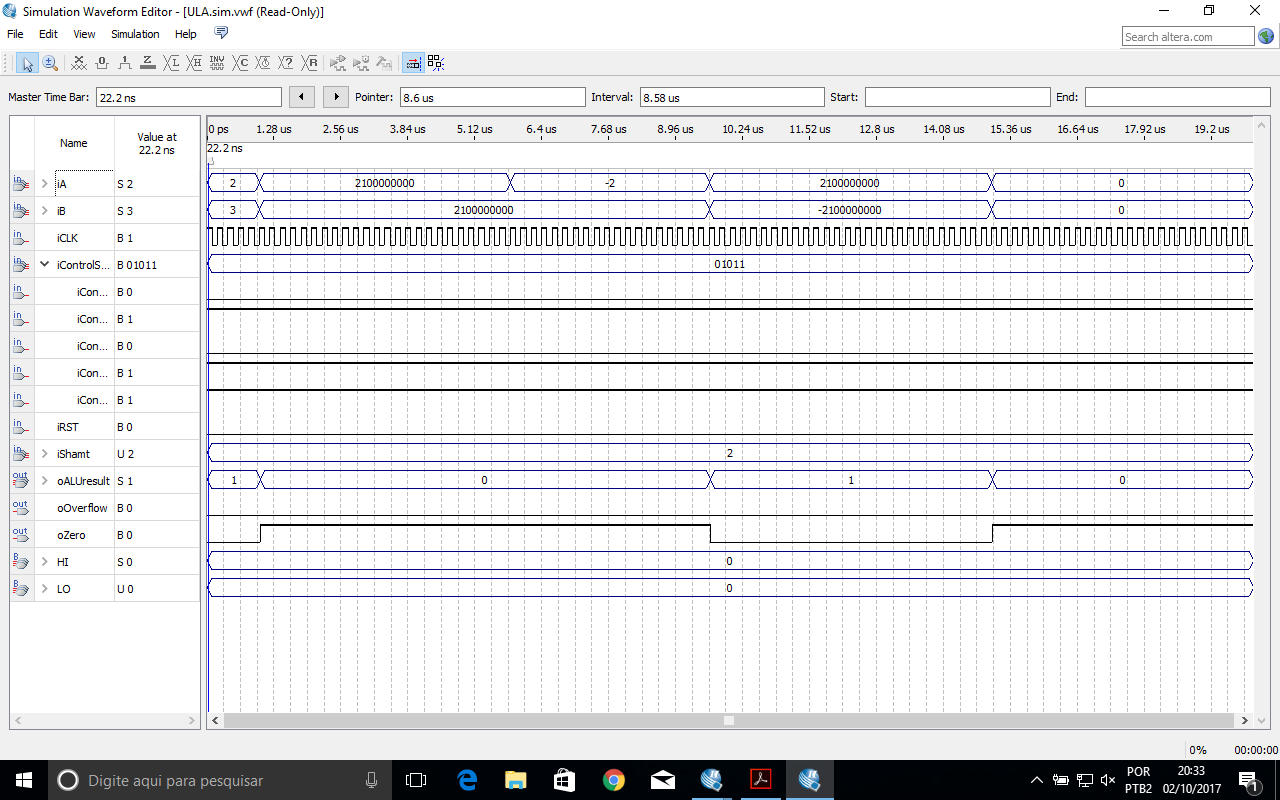 Simulation Waveform Editor - [ULA.sim.vwf (Read-Only)]
File Edit View Simulation Help
Search altera.com
Master Time Bar: 22.2 ns Pointer: 8.6 us Interval: 8.58 us Start: End:
Name Value at 22.2 ns
0 ps 1.28 us 2.56 us 3.84 us 5.12 us 6.4 us 7.68 us 8.96 us 10.24 us 11.52 us 12.8 us 14.08 us 15.36 us 16.64 us 17.92 us 19.2 us
22.2 ns
iA S 2 2 2100000000 -2 2100000000 0
iB S 3 3 2100000000 -2100000000 0
iCLK B 1
iControlS... B 01011 01011
iCon... B 0
iCon... B 1
iCon... B 0
iCon... B 1
iCon... B 1
iRST B 0
iShamt U 2 2
oALUresult S 1 1 0 1 0
oOverflow B 0
oZero B 0
HI S 0 0
LO U 0 0
0% 00:00:00
Digite aqui para pesquisar
POR 20:33
PTB2 02/10/2017
1